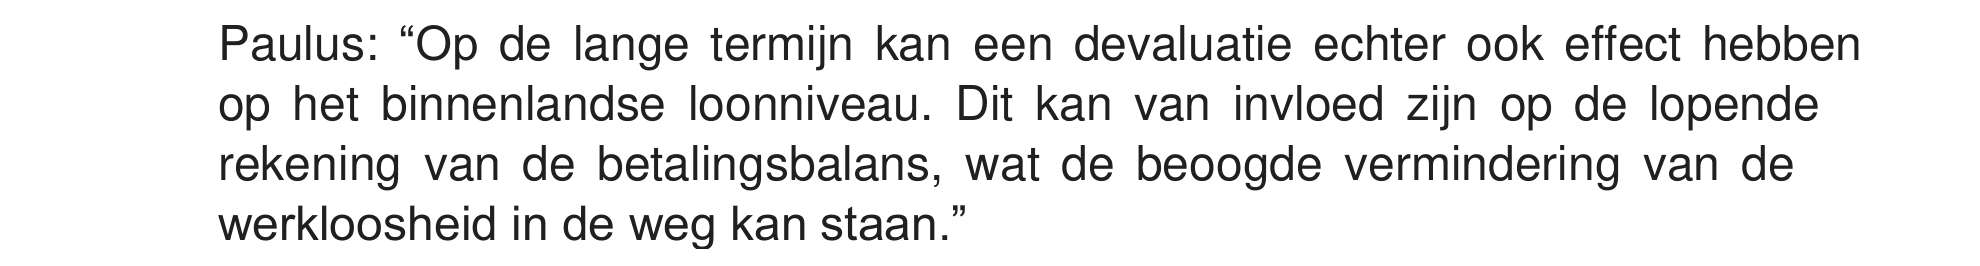 Paulus: “Op de lange termijn kan een devaluatie echter ook effect hebben
op het binnenlandse loonniveau. Dit kan van invloed zijn op de lopende
rekening van de betalingsbalans, wat de beoogde vermindering van de
werkloosheid in de weg kan staan.”